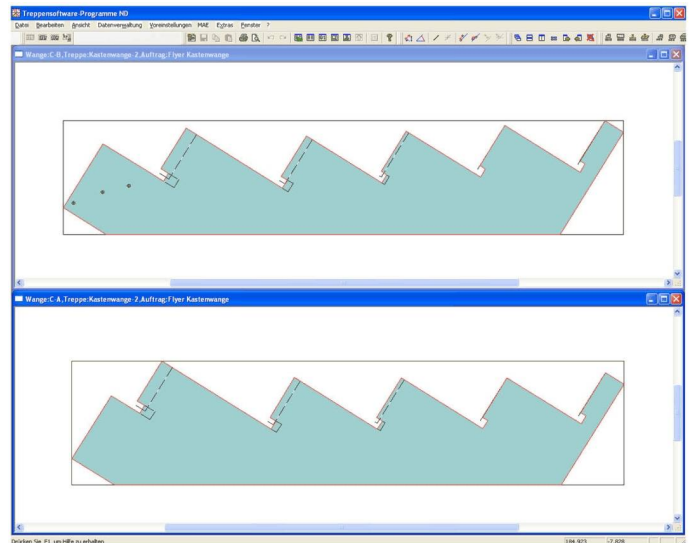 Treppensoftware-Programme ND
Datei Bearbeiten Ansicht Datenverwaltung Voreinstellungen MAE Extras Fenster ?
Wange:C-B,Treppe:Kastenwange-2,Auftrag:Flyer Kastenwange
Wange:C-A,Treppe:Kastenwange-2,Auftrag:Flyer Kastenwange
Drücken Sie F1, um Hilfe zu erhalten. 184.923 -7.828